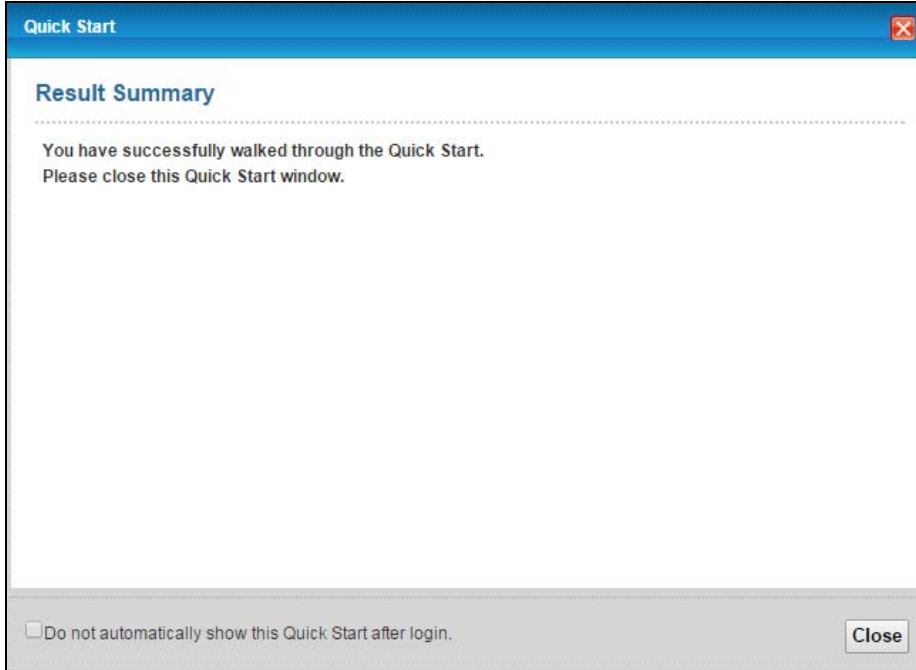 Quick Start
Result Summary
You have successfully walked through the Quick Start.
Please close this Quick Start window.
Do not automatically show this Quick Start after login.
Close